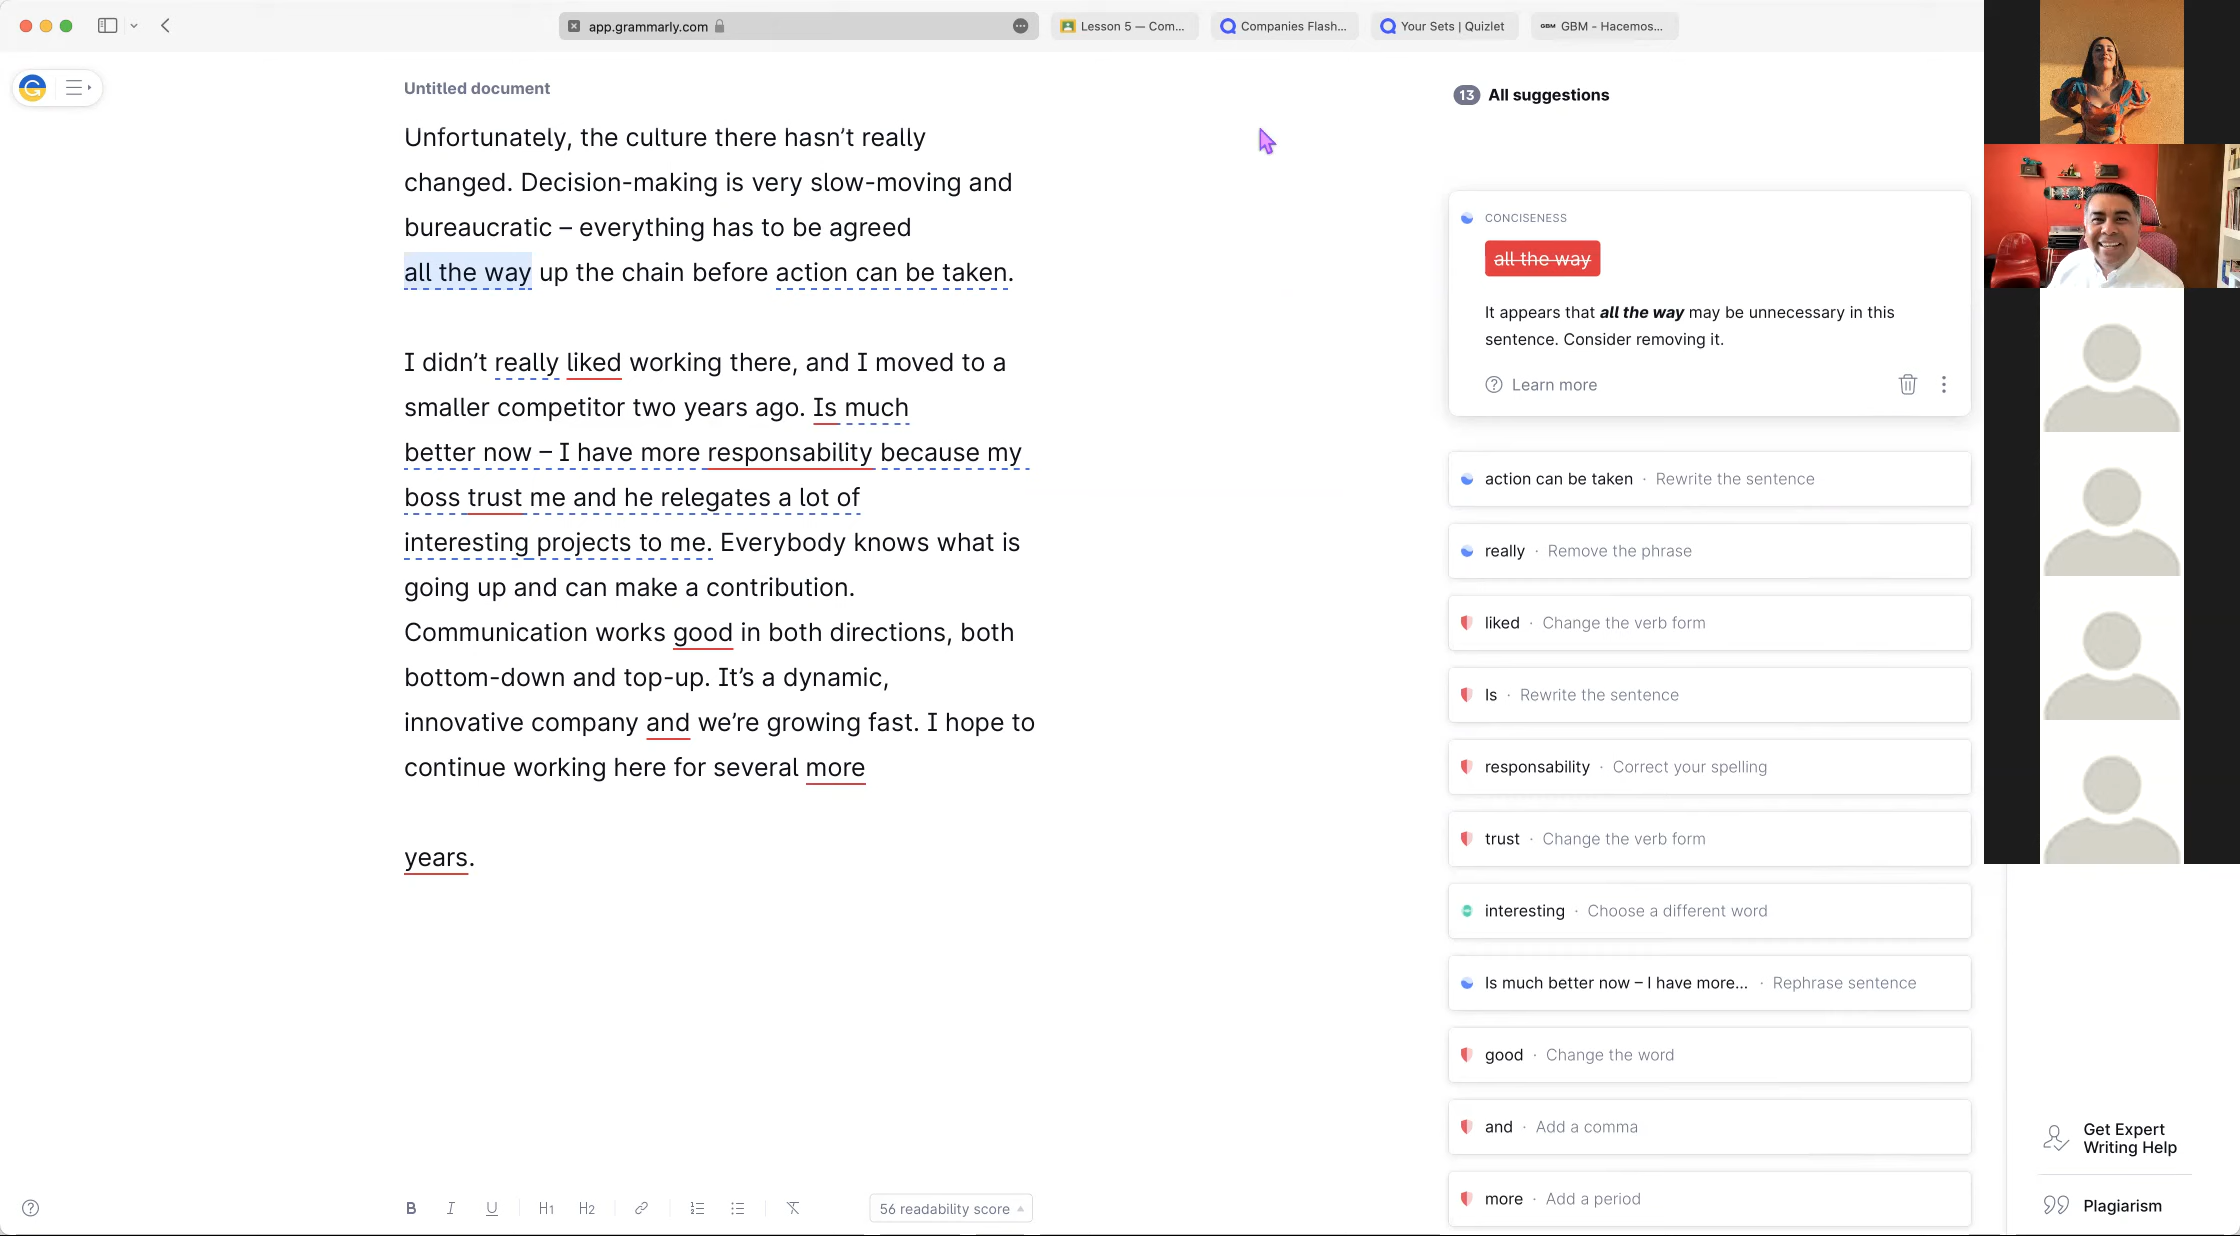 app.grammarly.com
Lesson 5 — Com...
Companies Flash...
Your Sets | Quizlet
GBM GBM - Hacemos...
Untitled document
Unfortunately, the culture there hasn't really
changed. Decision-making is very slow-moving and
bureaucratic – everything has to be agreed
all the way up the chain before action can be taken.
I didn't really liked working there, and I moved to a
smaller competitor two years ago. Is much
better now – I have more responsability because my
boss trust me and he relegates a lot of
interesting projects to me. Everybody knows what is
going up and can make a contribution.
Communication works good in both directions, both
bottom-down and top-up. It's a dynamic,
innovative company and we're growing fast. I hope to
continue working here for several more
years.
B I U H1 H2
56 readability score
13 All suggestions
CONCISENESS
all the way
It appears that all the way may be unnecessary in this
sentence. Consider removing it.
Learn more
action can be taken · Rewrite the sentence
really · Remove the phrase
liked · Change the verb form
Is · Rewrite the sentence
responsability · Correct your spelling
trust · Change the verb form
interesting · Choose a different word
Is much better now – I have more... · Rephrase sentence
good · Change the word
and · Add a comma
more · Add a period
Get Expert
Writing Help
Plagiarism